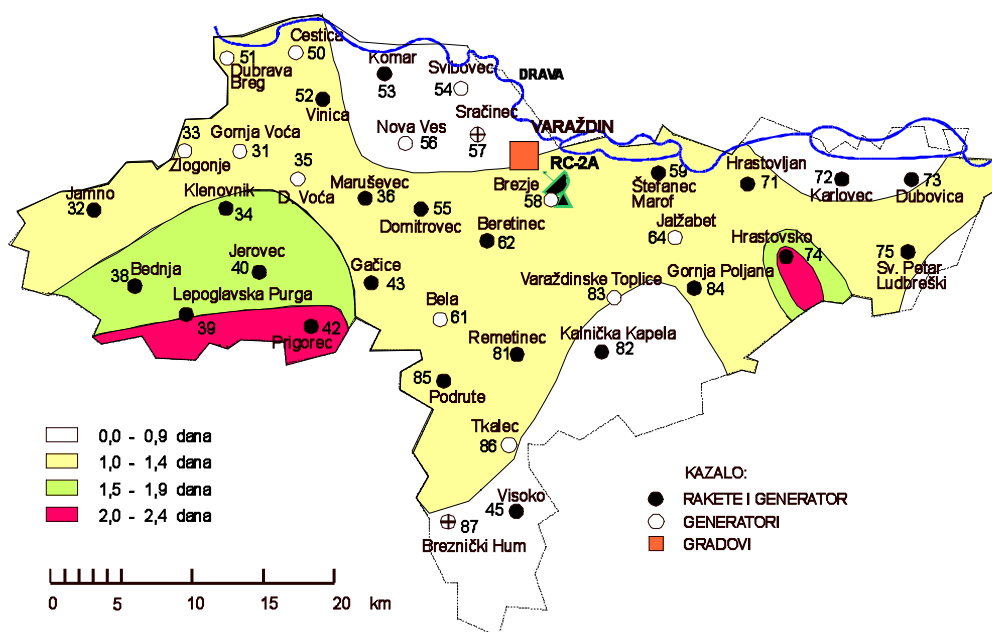 Cestica
50
51
Dubrava
Breg
Komar
53
Svibovec
54
DRAVA
52
Vinica
Sračinec
57
Nova Ves
56
VARAŽDIN
33
Zlogonje
Gornja Voća
31
35
D. Voća
RC-2A
Brezje
58
59
Štefanec
Marof
Hrastovljan
71
72
Karlovec
73
Dubovica
Jamno
32
Klenovnik
34
Maruševec
36
55
Domitrovec
Beretinec
62
Jalžabet
64
Hrastovsko
74
75
Sv. Petar
Ludbreški
38
Bednja
Jerovec
40
Gačice
43
Varaždinske Toplice
83
Gornja Poljana
84
Lepoglavska Purga
39
42
Prigorec
Bela
61
Remetinec
81
Kalnička Kapela
82
85
Podrute
Tkalec
86
Visoko
45
87
Breznički Hum
0,0 - 0,9 dana
1,0 - 1,4 dana
1,5 - 1,9 dana
2,0 - 2,4 dana
KAZALO:
RAKETE I GENERATOR
GENERATORI
GRADOVI
0 5 10 15 20 km